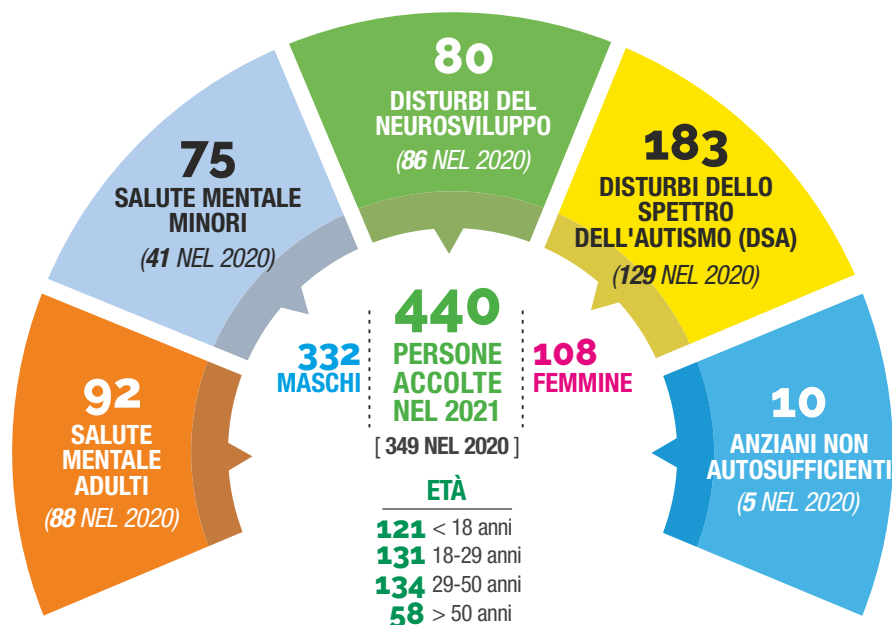 80
DISTURBI DEL
NEUROSVILUPPO
(86 NEL 2020)
75
SALUTE MENTALE
MINORI
(41 NEL 2020)
183
DISTURBI DELLO
SPETTRO
DELL'AUTISMO (DSA)
(129 NEL 2020)
92
SALUTE
MENTALE
ADULTI
(88 NEL 2020)
332
MASCHI
440
PERSONE
ACCOLTE
NEL 2021
[ 349 NEL 2020 ]
108
FEMMINE
10
ANZIANI NON
AUTOSUFFICIENTI
(5 NEL 2020)
ETÀ
121 < 18 anni
131 18-29 anni
134 29-50 anni
58 > 50 anni